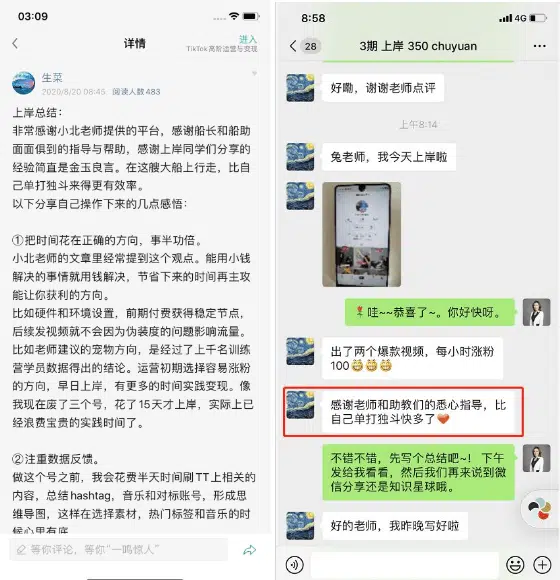 03:09
详情
进入
TikTok高阶运营与变现
生菜
2020/8/20 08:45 阅读人数483
上岸总结：
非常感谢小北老师提供的平台，感谢船长和船助
面面俱到的指导与帮助，感谢上岸同学们分享的
经验简直是金玉良言。在这艘大船上行走，比自
己单打独斗来得更有效率。
以下分享自己操作下来的几点感悟：
①把时间花在正确的方向，事半功倍。
小北老师的文章里经常提到这个观点。能用小钱
解决的事情就用钱解决，节省下来的时间再主攻
能让你获利的方向。
比如硬件和环境设置，前期付费获得稳定节点，
后续发视频就不会因为伪装度的问题影响流量。
比如老师建议的宠物方向，是经过了上千名训练
营学员数据得出的结论。运营初期选择容易涨粉
的方向，早日上岸，有更多的时间实践变现。像
我现在废了三个号，花了15天才上岸，实际上已
经浪费宝贵的实践时间了。
②注重数据反馈。
做这个号之前，我会花费半天时间刷TT上相关的
内容，总结hashtag，音乐和对标账号，形成思
维导图，这样在选择素材，热门标签和音乐的时
候心里有底
等你评论，等你“一鸣惊人”
8:58
4G
28
3期 上岸 350 chuyuan
好嘞，谢谢老师点评
上午8:14
兔老师，我今天上岸啦
哇~~恭喜了~。你好快呀。
出了两个爆款视频，每小时涨粉
100
感谢老师和助教们的悉心指导，比
自己单打独斗快多了
不错不错，先写个总结吧~！下午
发给我看看，然后我们再来说到微
信分享还是知识星球哦。
好的老师，我昨晚写好啦